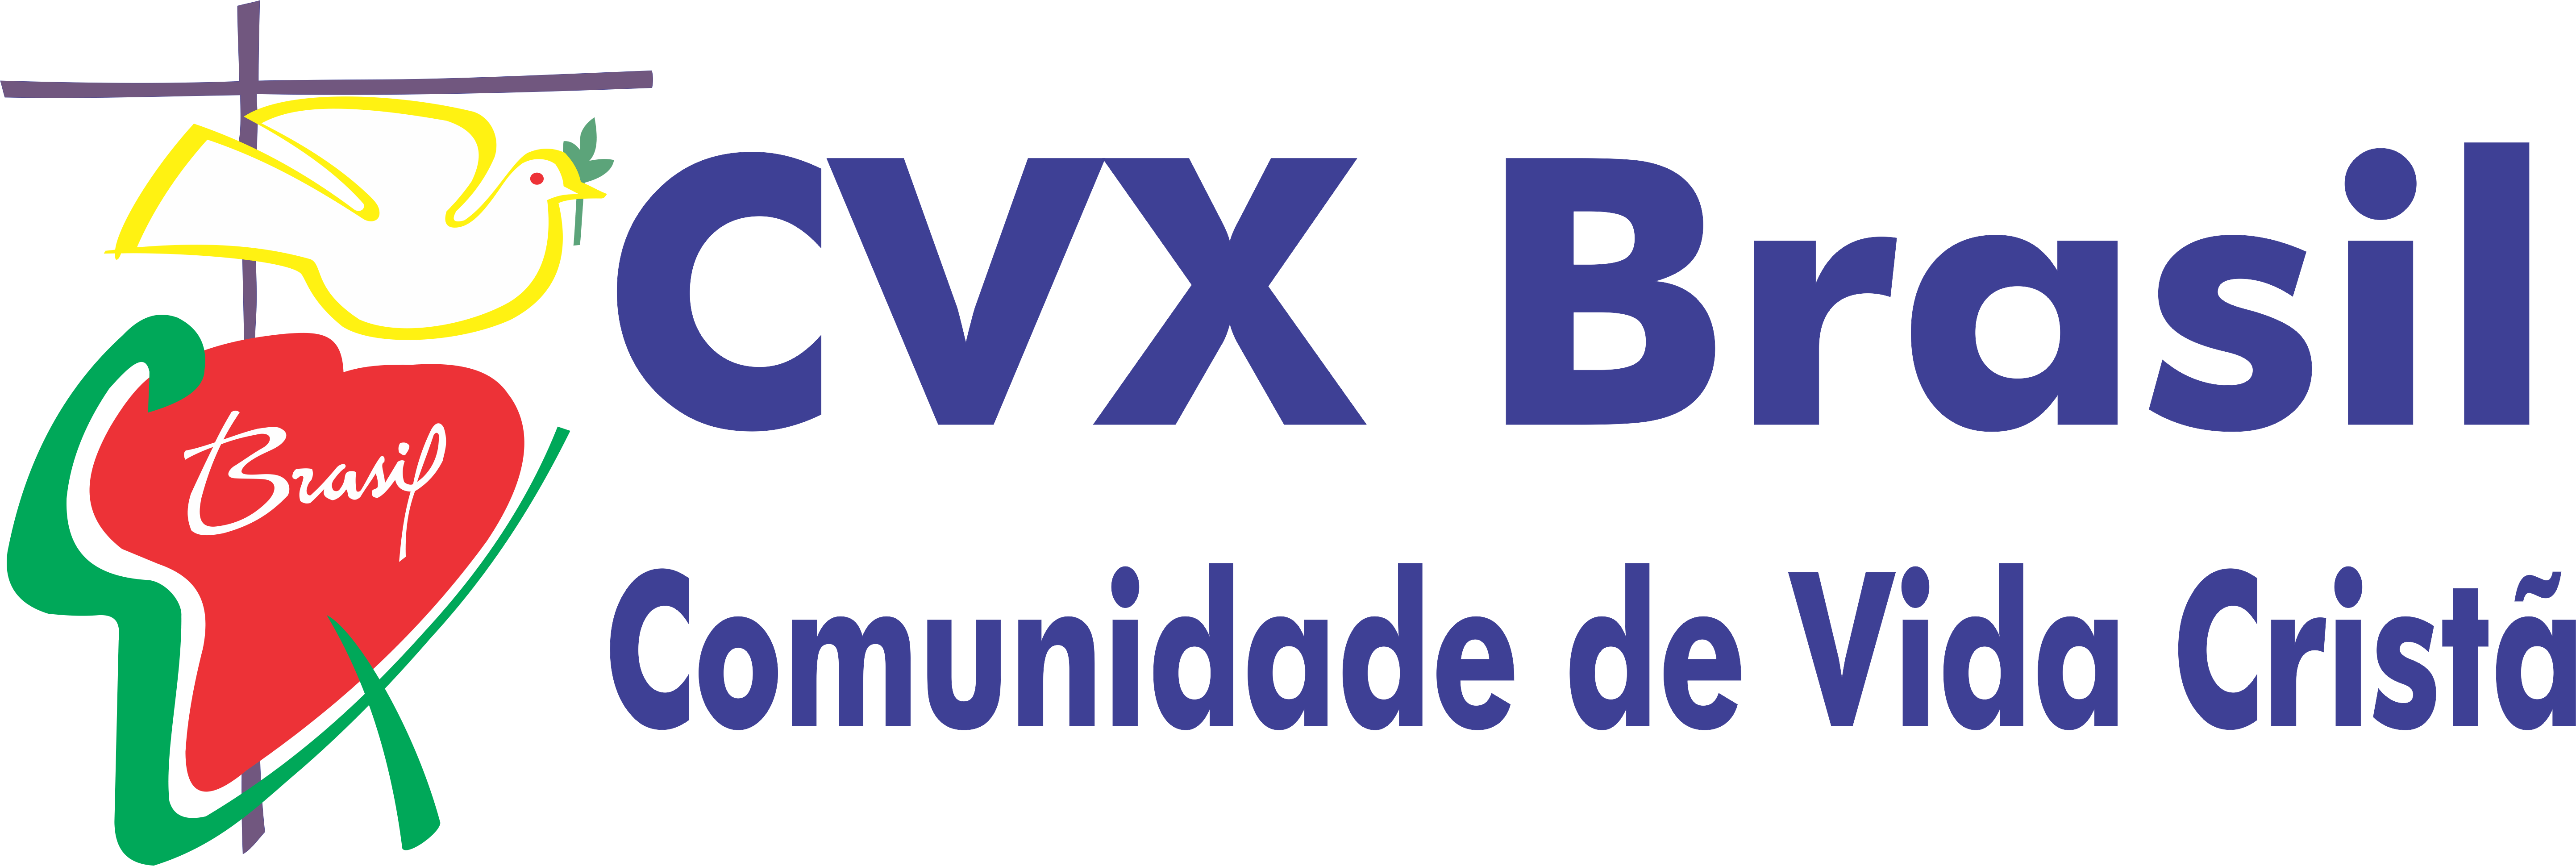 CVX Brasil
Brasil
Comunidade de Vida Cristã